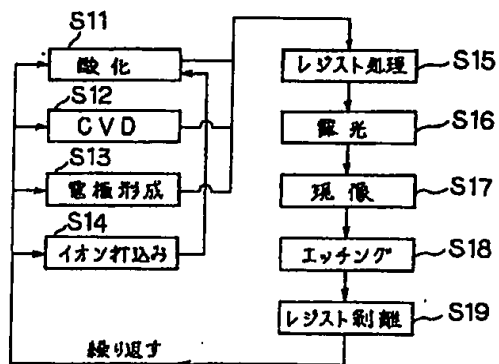 S11
酸化
S12
CVD
S13
電極形成
S14
イオン打込み
S15
レジスト処理
S16
露光
S17
現像
S18
エッチング
S19
レジスト剥離
繰り返す